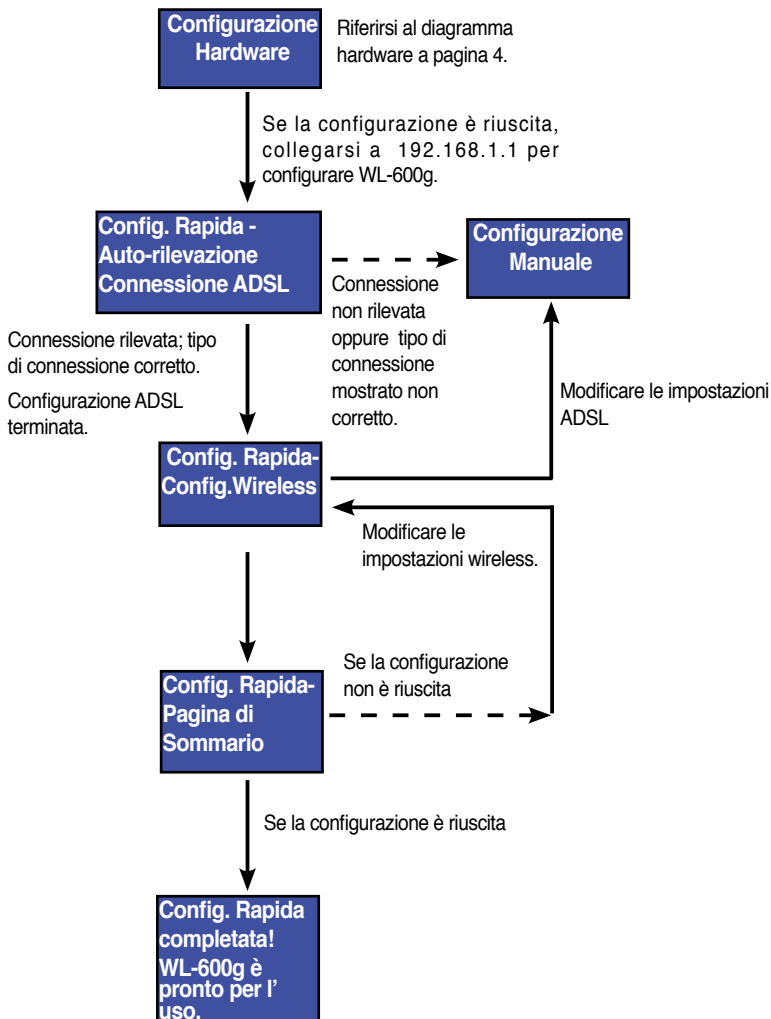 Configurazione
Hardware
Riferirsi al diagramma
hardware a pagina 4.
Se la configurazione è riuscita,
collegarsi a 192.168.1.1 per
configurare WL-600g.
Config. Rapida -
Auto-rilevazione
Connessione ADSL
Configurazione
Manuale
Connessione
non rilevata
oppure tipo di
connessione
mostrato non
corretto.
Connessione rilevata; tipo
di connessione corretto.
Configurazione ADSL
terminata.
Modificare le impostazioni
ADSL
Config. Rapida-
Config.Wireless
Modificare le
impostazioni wireless.
Se la configurazione
non è riuscita
Config. Rapida-
Pagina di
Sommario
Se la configurazione è riuscita
Config. Rapida
completata!
WL-600g è
pronto per l'
uso.